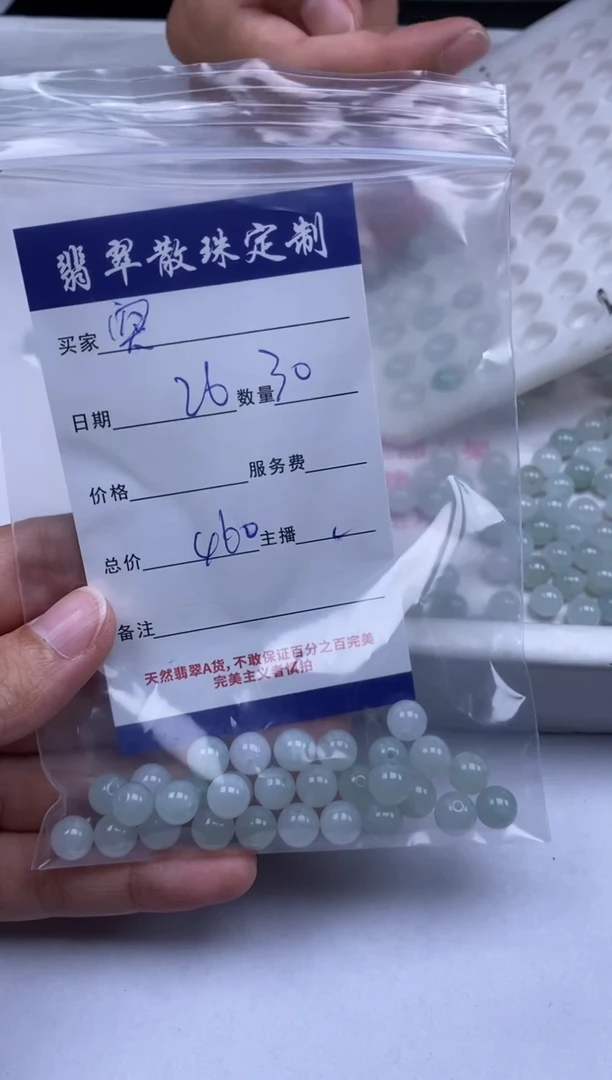 翡翠散珠定制
买家
日期 26 数量 30
价格 服务费
总价 460 主播
备注
天然翡翠A货，不敢保证百分之百完美
完美主义者慎拍